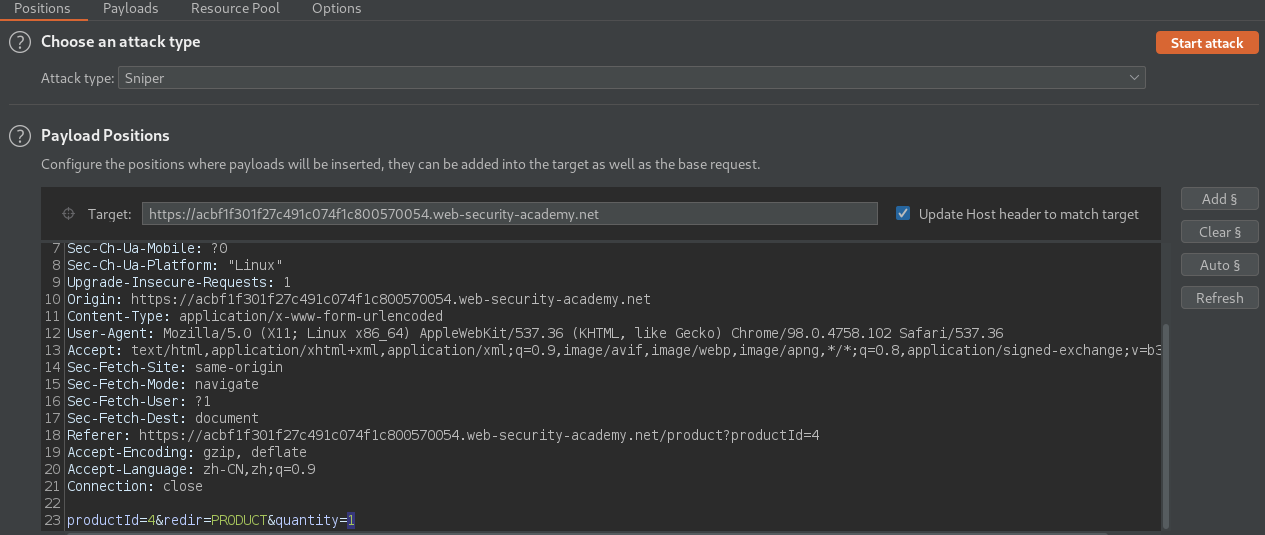 Positions Payloads Resource Pool Options
? Choose an attack type Start attack
Attack type: Sniper
? Payload Positions
Configure the positions where payloads will be inserted, they can be added into the target as well as the base request.
Target: https://acbf1f301f27c491c074f1c800570054.web-security-academy.net Update Host header to match target
Add §
Clear §
Auto §
Refresh
7 Sec-Ch-Ua-Mobile: ?0
8 Sec-Ch-Ua-Platform: "Linux"
9 Upgrade-Insecure-Requests: 1
10 Origin: https://acbf1f301f27c491c074f1c800570054.web-security-academy.net
11 Content-Type: application/x-www-form-urlencoded
12 User-Agent: Mozilla/5.0 (X11; Linux x86_64) AppleWebKit/537.36 (KHTML, like Gecko) Chrome/98.0.4758.102 Safari/537.36
13 Accept: text/html,application/xhtml+xml,application/xml;q=0.9,image/avif,image/webp,image/apng,*/*;q=0.8,application/signed-exchange;v=b3
14 Sec-Fetch-Site: same-origin
15 Sec-Fetch-Mode: navigate
16 Sec-Fetch-User: ?1
17 Sec-Fetch-Dest: document
18 Referer: https://acbf1f301f27c491c074f1c800570054.web-security-academy.net/product?productId=4
19 Accept-Encoding: gzip, deflate
20 Accept-Language: zh-CN,zh;q=0.9
21 Connection: close
22
23 productId=4&redir=PRODUCT&quantity=1